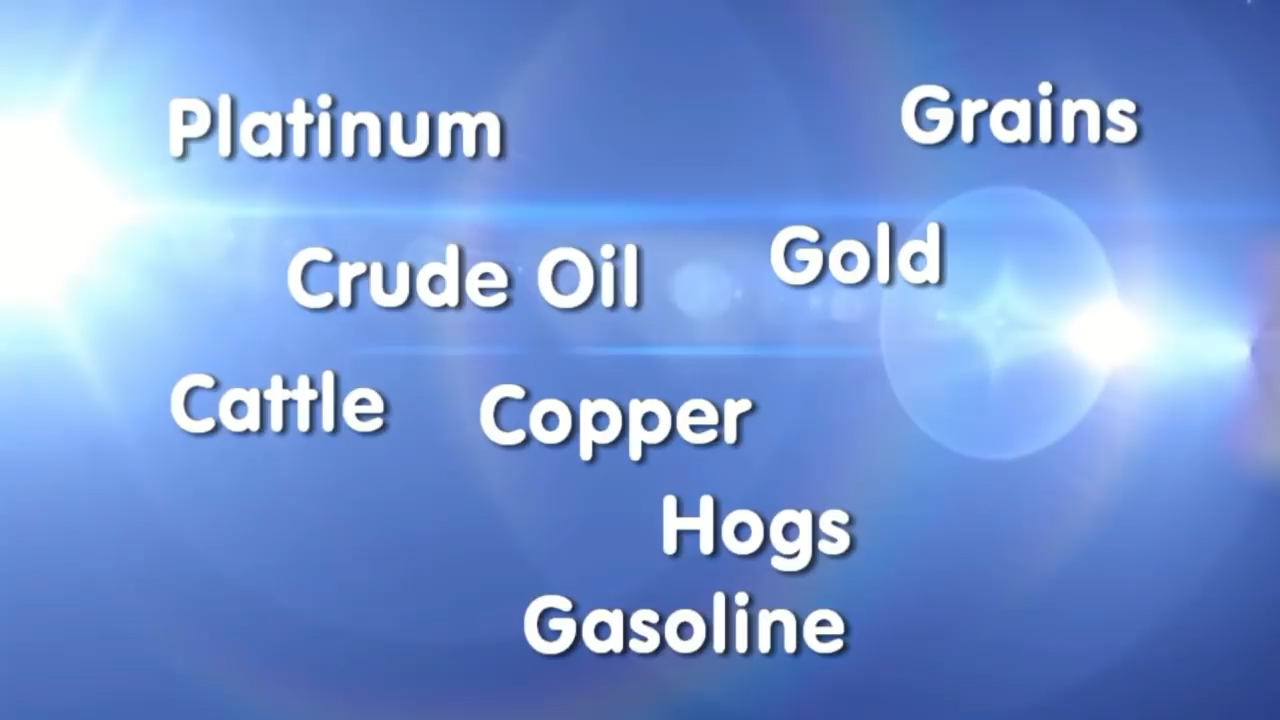 Platinum
Grains
Crude Oil
Gold
Cattle
Copper
Hogs
Gasoline